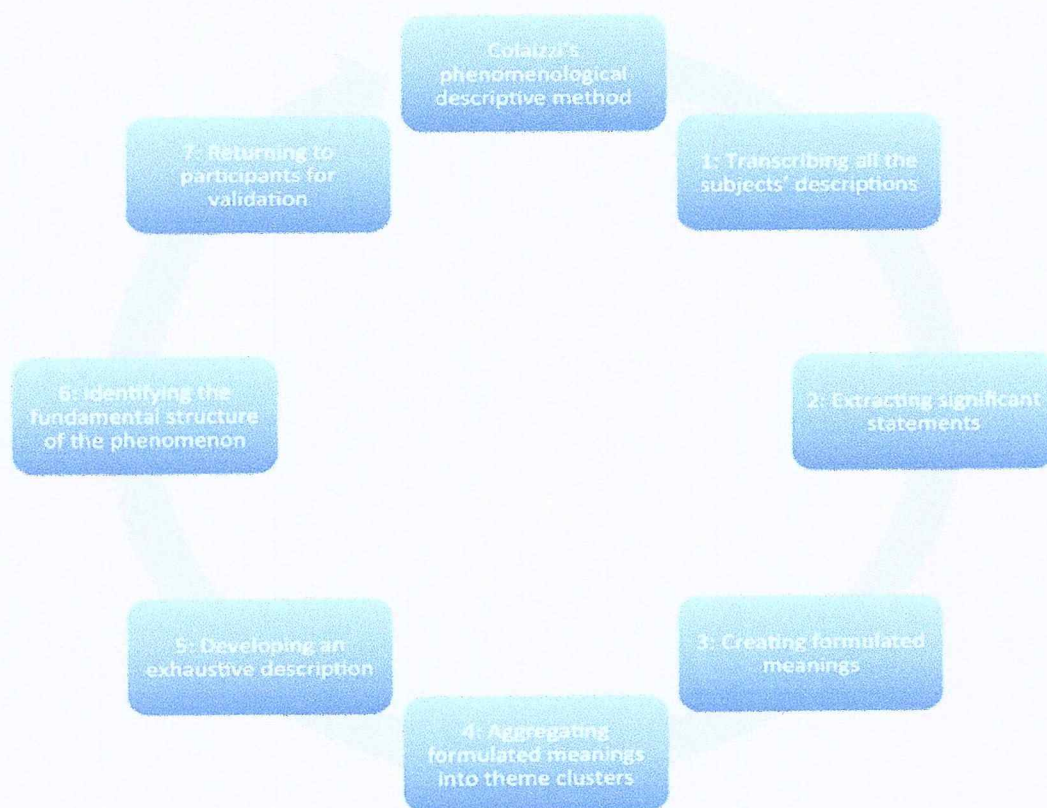 Colaizzi's
phenomenological
descriptive method
1: Transcribing all the
subjects' descriptions
2: Extracting significant
statements
3: Creating formulated
meanings
4: Aggregating
formulated meanings
into theme clusters
5: Developing an
exhaustive description
6: Identifying the
fundamental structure
of the phenomenon
7: Returning to
participants for
validation